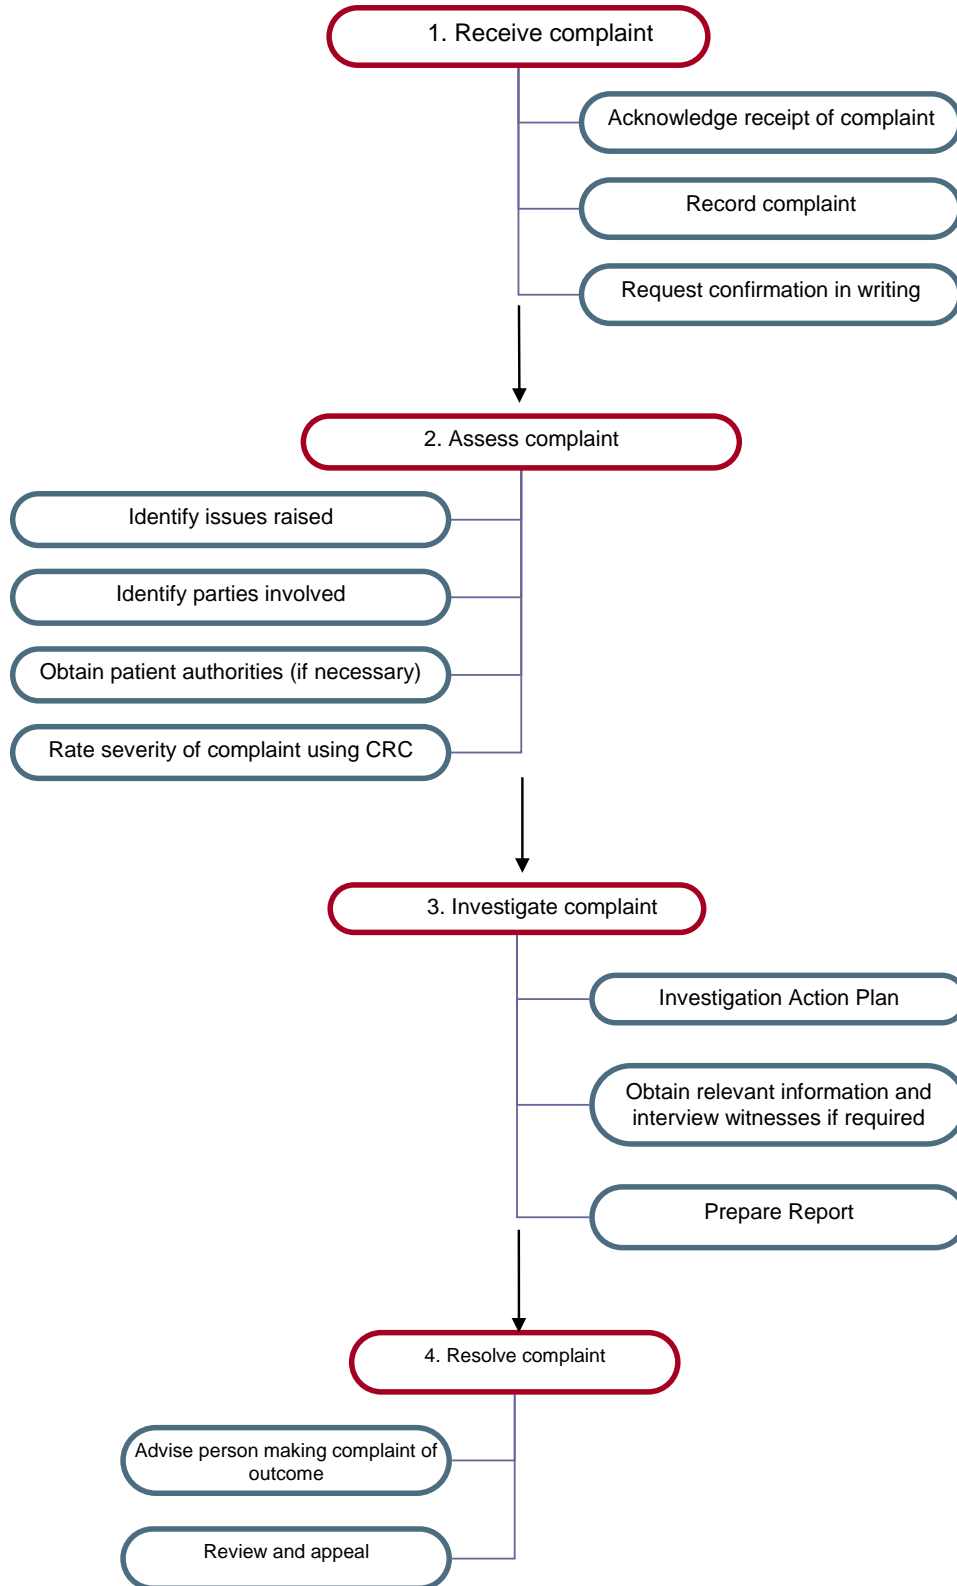 1. Receive complaint
Acknowledge receipt of complaint
Record complaint
Request confirmation in writing
2. Assess complaint
Identify issues raised
Identify parties involved
Obtain patient authorities (if necessary)
Rate severity of complaint using CRC
3. Investigate complaint
Investigation Action Plan
Obtain relevant information and
interview witnesses if required
Prepare Report
4. Resolve complaint
Advise person making complaint of
outcome
Review and appeal